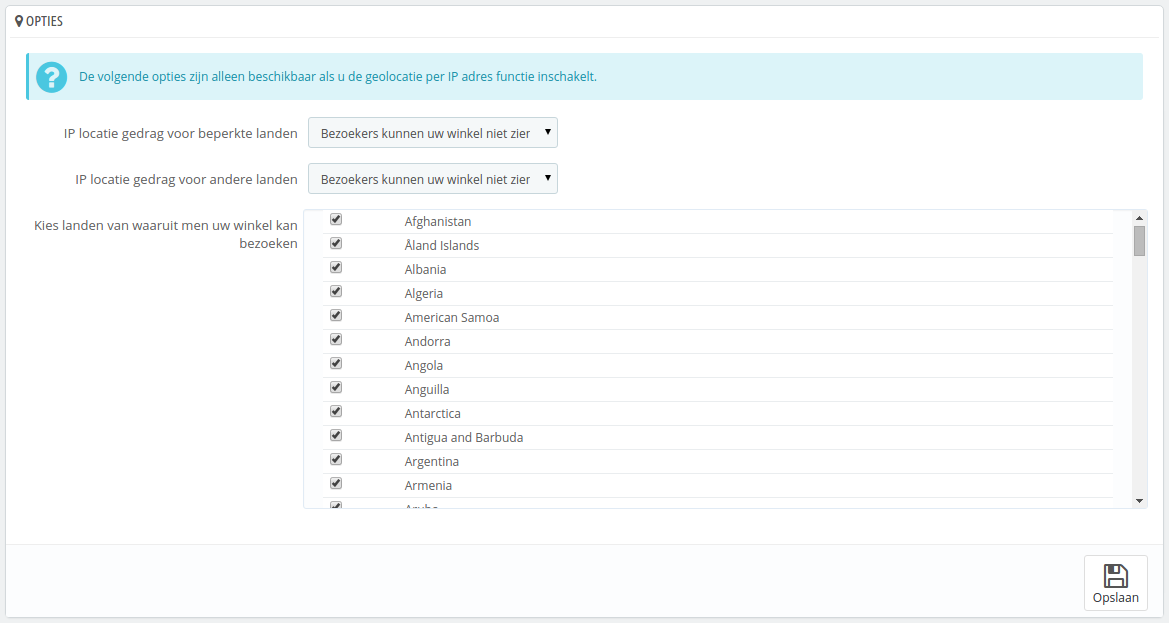 OPTIES
De volgende opties zijn alleen beschikbaar als u de geolocatie per IP adres functie inschakelt.
IP locatie gedrag voor beperkte landen
Bezoekers kunnen uw winkel niet zier
IP locatie gedrag voor andere landen
Bezoekers kunnen uw winkel niet zier
Kies landen van waaruit men uw winkel kan
bezoeken
Afghanistan
Åland Islands
Albania
Algeria
American Samoa
Andorra
Angola
Anguilla
Antarctica
Antigua and Barbuda
Argentina
Armenia
Aruba
Opslaan